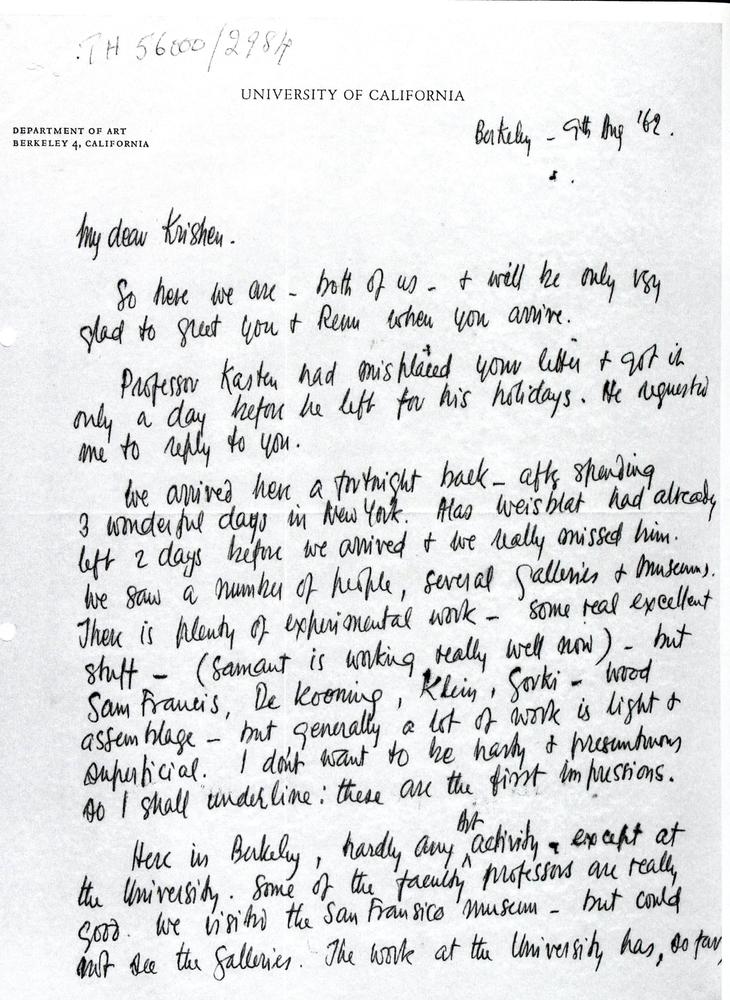 TH 56000/2984
UNIVERSITY OF CALIFORNIA
DEPARTMENT OF ART
BERKELEY 4, CALIFORNIA
Berkeley - 9th Aug '62.
My dear Krishen.
So here we are - both of us - & will be only very
glad to greet you & Renu when you arrive.
Professor Kasten had misplaced your letter & got it
only a day before he left for his holidays. He requested
me to reply to you.
We arrived here a fortnight back - after spending
3 wonderful days in New York. Alas Weisblat had already
left 2 days before we arrived & we really missed him.
We saw a number of people, several Galleries & Museums.
There is plenty of experimental work - some real excellent
stuff - (Samant is working really well now) - but
Sam Francis, De Kooning, Klein, Gorki - wood
assemblage - but generally a lot of work is light &
superficial. I don't want to be hasty & presumtuous
so I shall underline: these are the first impressions.
Here in Berkeley, hardly any Art activity - except at
the University. Some of the faculty professors are really
good. We visited the San Fransico Museum - but could
not see the Galleries. The work at the University has, so far,